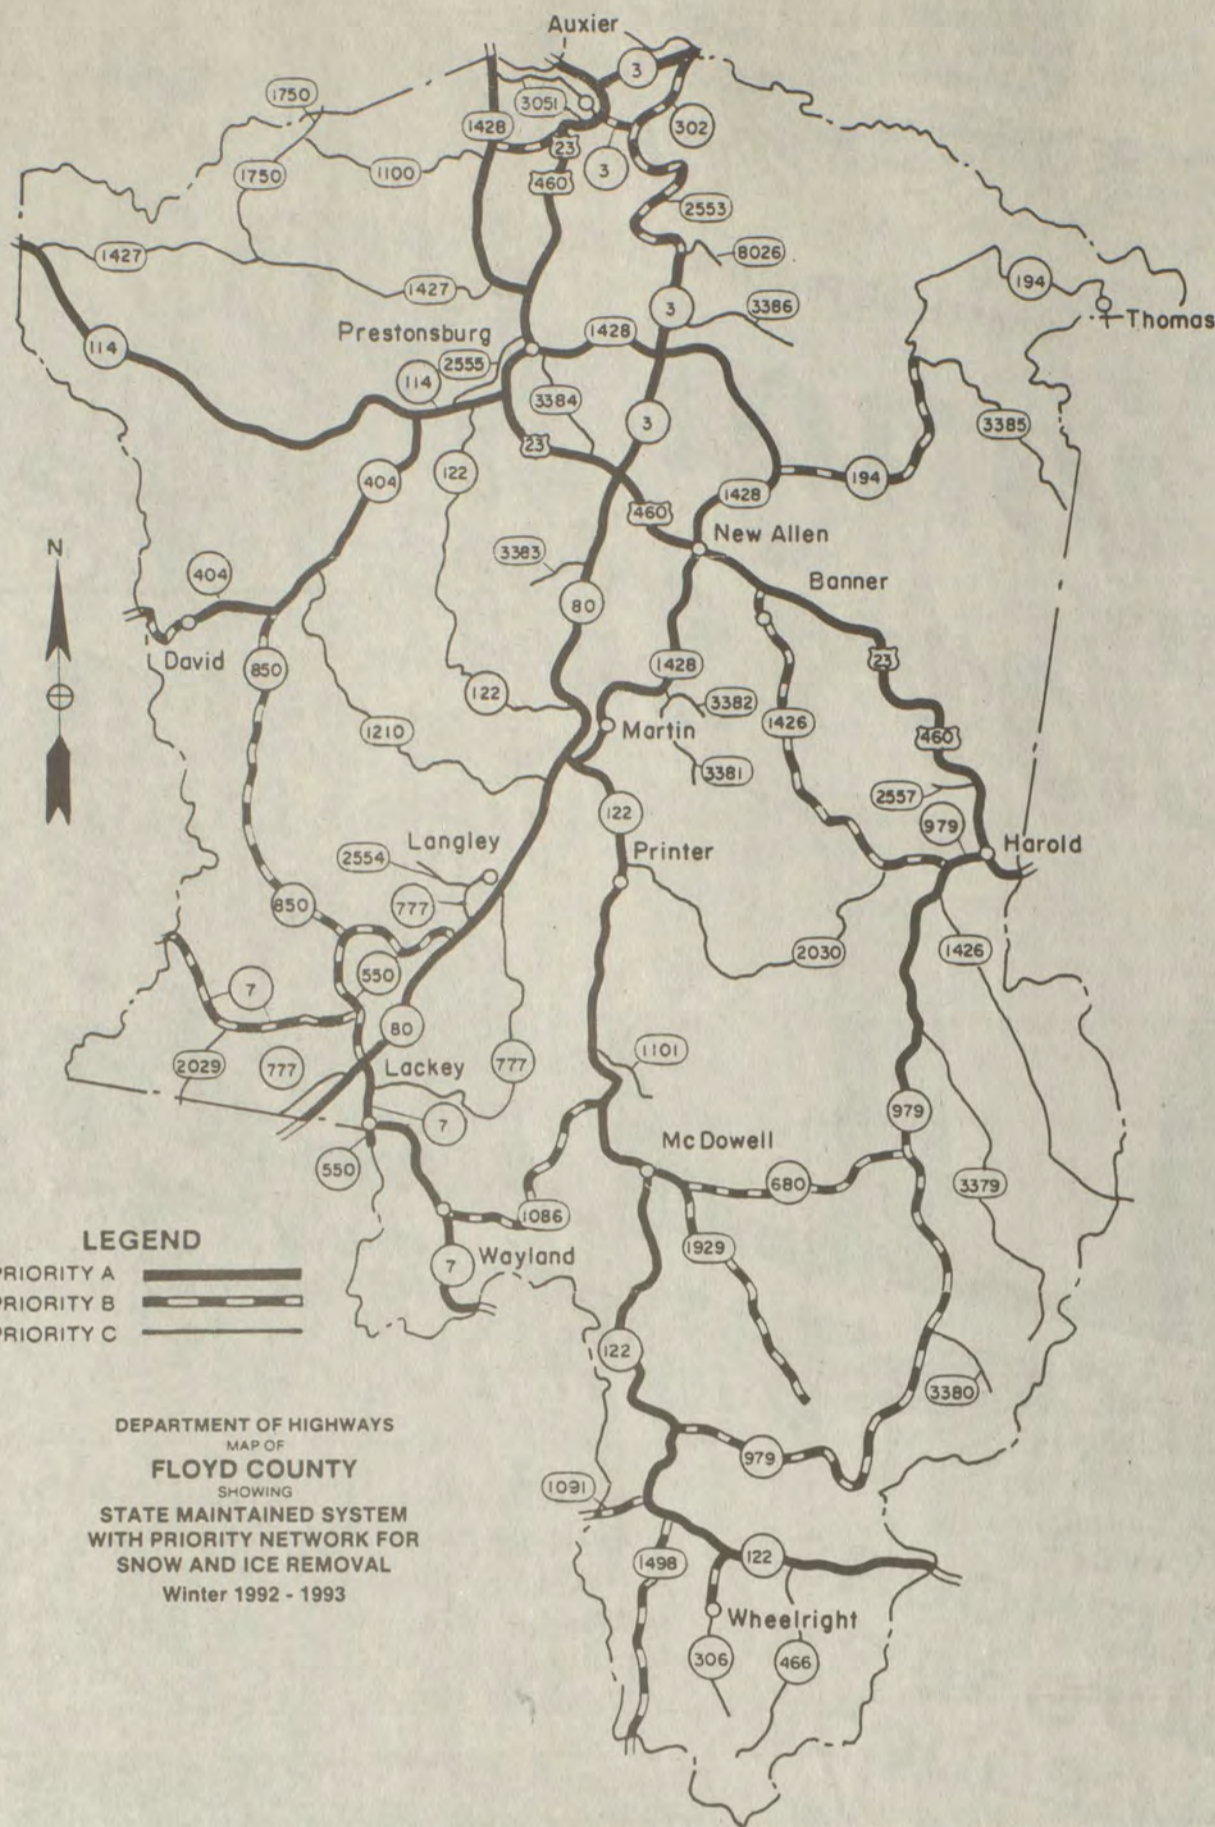 Auxier
3
1750
3051
1428
302
23
3
1750
1100
460
2553
1427
8026
194
1427
3
3386
Thomas
Prestonsburg
1428
114
2555
114
3384
3
3385
23
122
404
194
1428
460
N
New Allen
3383
404
Banner
80
David
850
1428
23
122
3382
1426
1210
Martin
460
3381
2557
122
979
Langley
Printer
Harold
2554
850
777
2030
1426
550
7
80
1101
2029
777
Lackey
777
979
7
McDowell
550
680
3379
1086
LEGEND
Wayland
1929
PRIORITY A
7
PRIORITY B
PRIORITY C
122
3380
DEPARTMENT OF HIGHWAYS
MAP OF
FLOYD COUNTY
979
SHOWING
1091
STATE MAINTAINED SYSTEM
WITH PRIORITY NETWORK FOR
1498
122
SNOW AND ICE REMOVAL
Winter 1992 - 1993
Wheelright
306
466